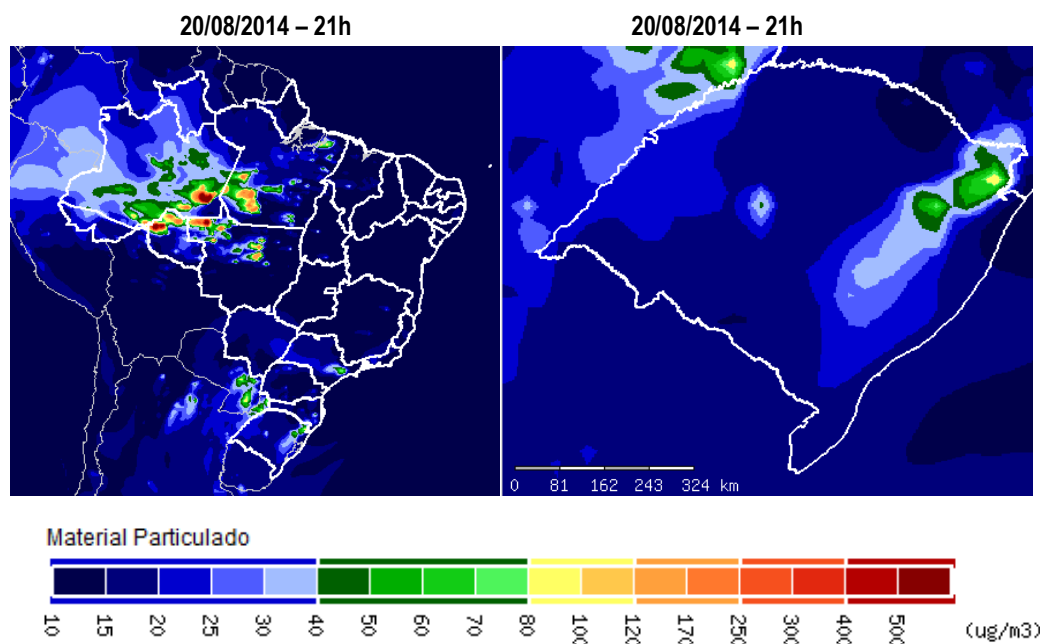 20/08/2014 – 21h
20/08/2014 – 21h
0 81 162 243 324 km
Material Particulado
10 15 20 25 30 40 50 60 70 80 100 120 170 250 300 400 500 (ug/m3)